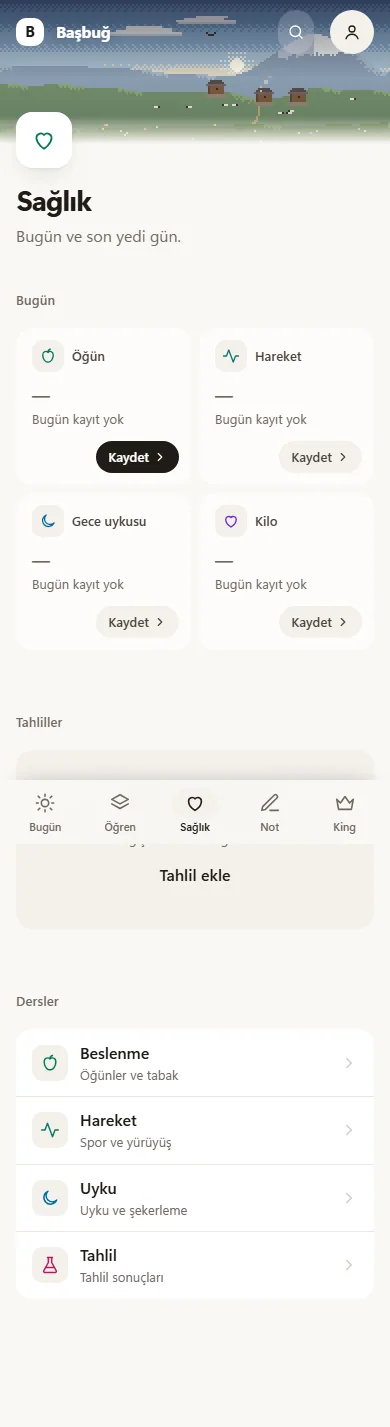 B Başbuğ
Sağlık
Bugün ve son yedi gün.
Bugün
Öğün
—
Bugün kayıt yok
Kaydet
Hareket
—
Bugün kayıt yok
Kaydet
Gece uykusu
—
Bugün kayıt yok
Kaydet
Kilo
—
Bugün kayıt yok
Kaydet
Tahliller
Bugün
Öğren
Sağlık
Not
King
Tahlil ekle
Dersler
Beslenme
Öğünler ve tabak
Hareket
Spor ve yürüyüş
Uyku
Uyku ve şekerleme
Tahlil
Tahlil sonuçları